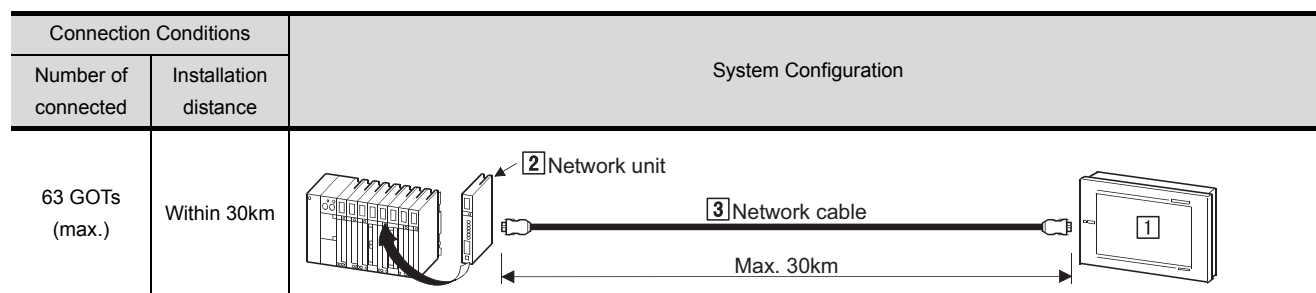 Connection Conditions
System Configuration
Number of
connected
Installation
distance
63 GOTs
(max.)
Within 30km
2 Network unit
3 Network cable
1
Max. 30km